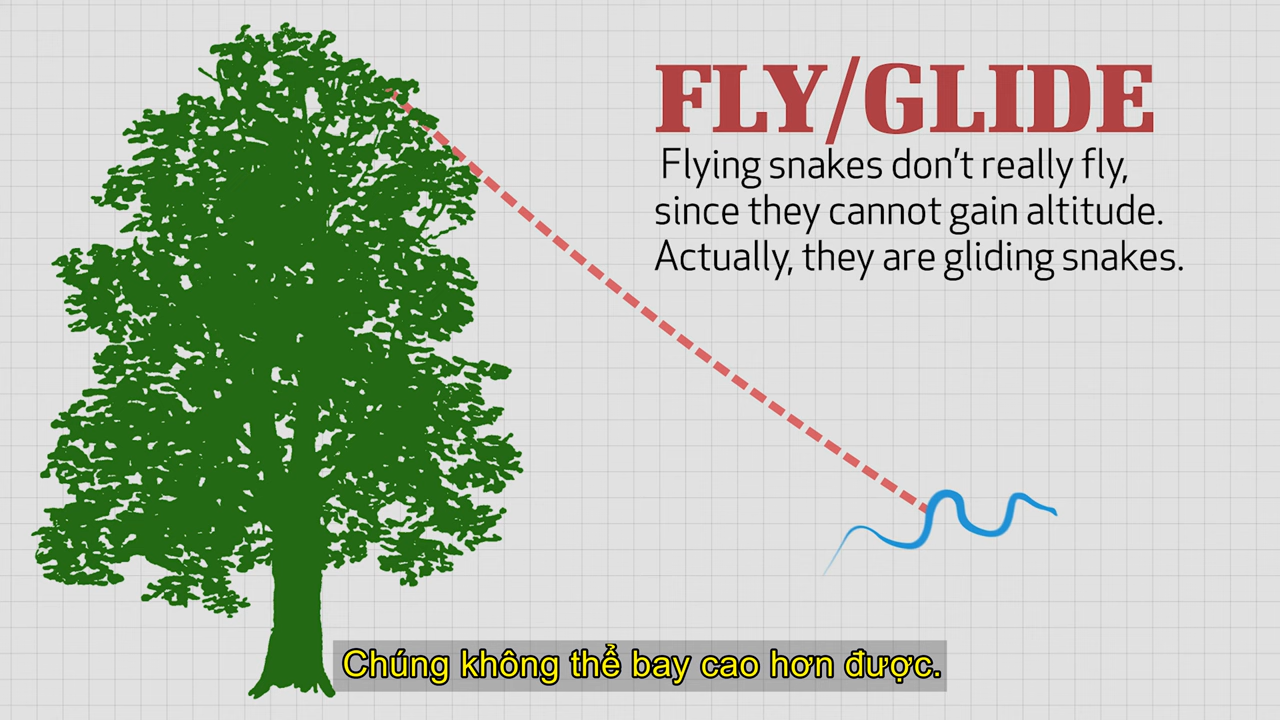 FLY/GLIDE
Flying snakes don't really fly,
since they cannot gain altitude.
Actually, they are gliding snakes.
Chúng không thể bay cao hơn được.